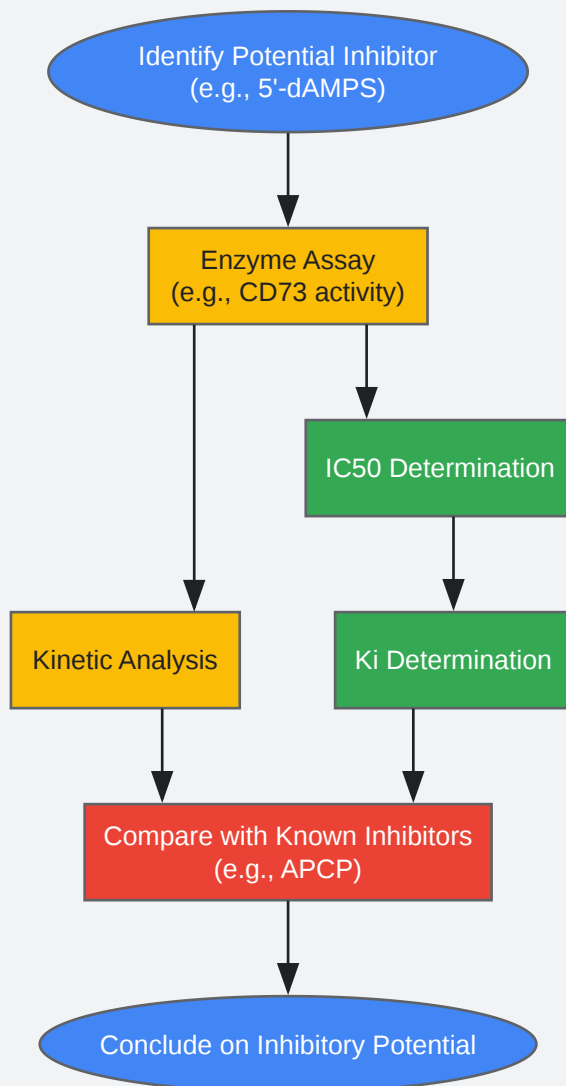 Identify Potential Inhibitor
(e.g., 5'-dAMPS)
Enzyme Assay
(e.g., CD73 activity)
IC50 Determination
Kinetic Analysis
Ki Determination
Compare with Known Inhibitors
(e.g., APCP)
Conclude on Inhibitory Potential